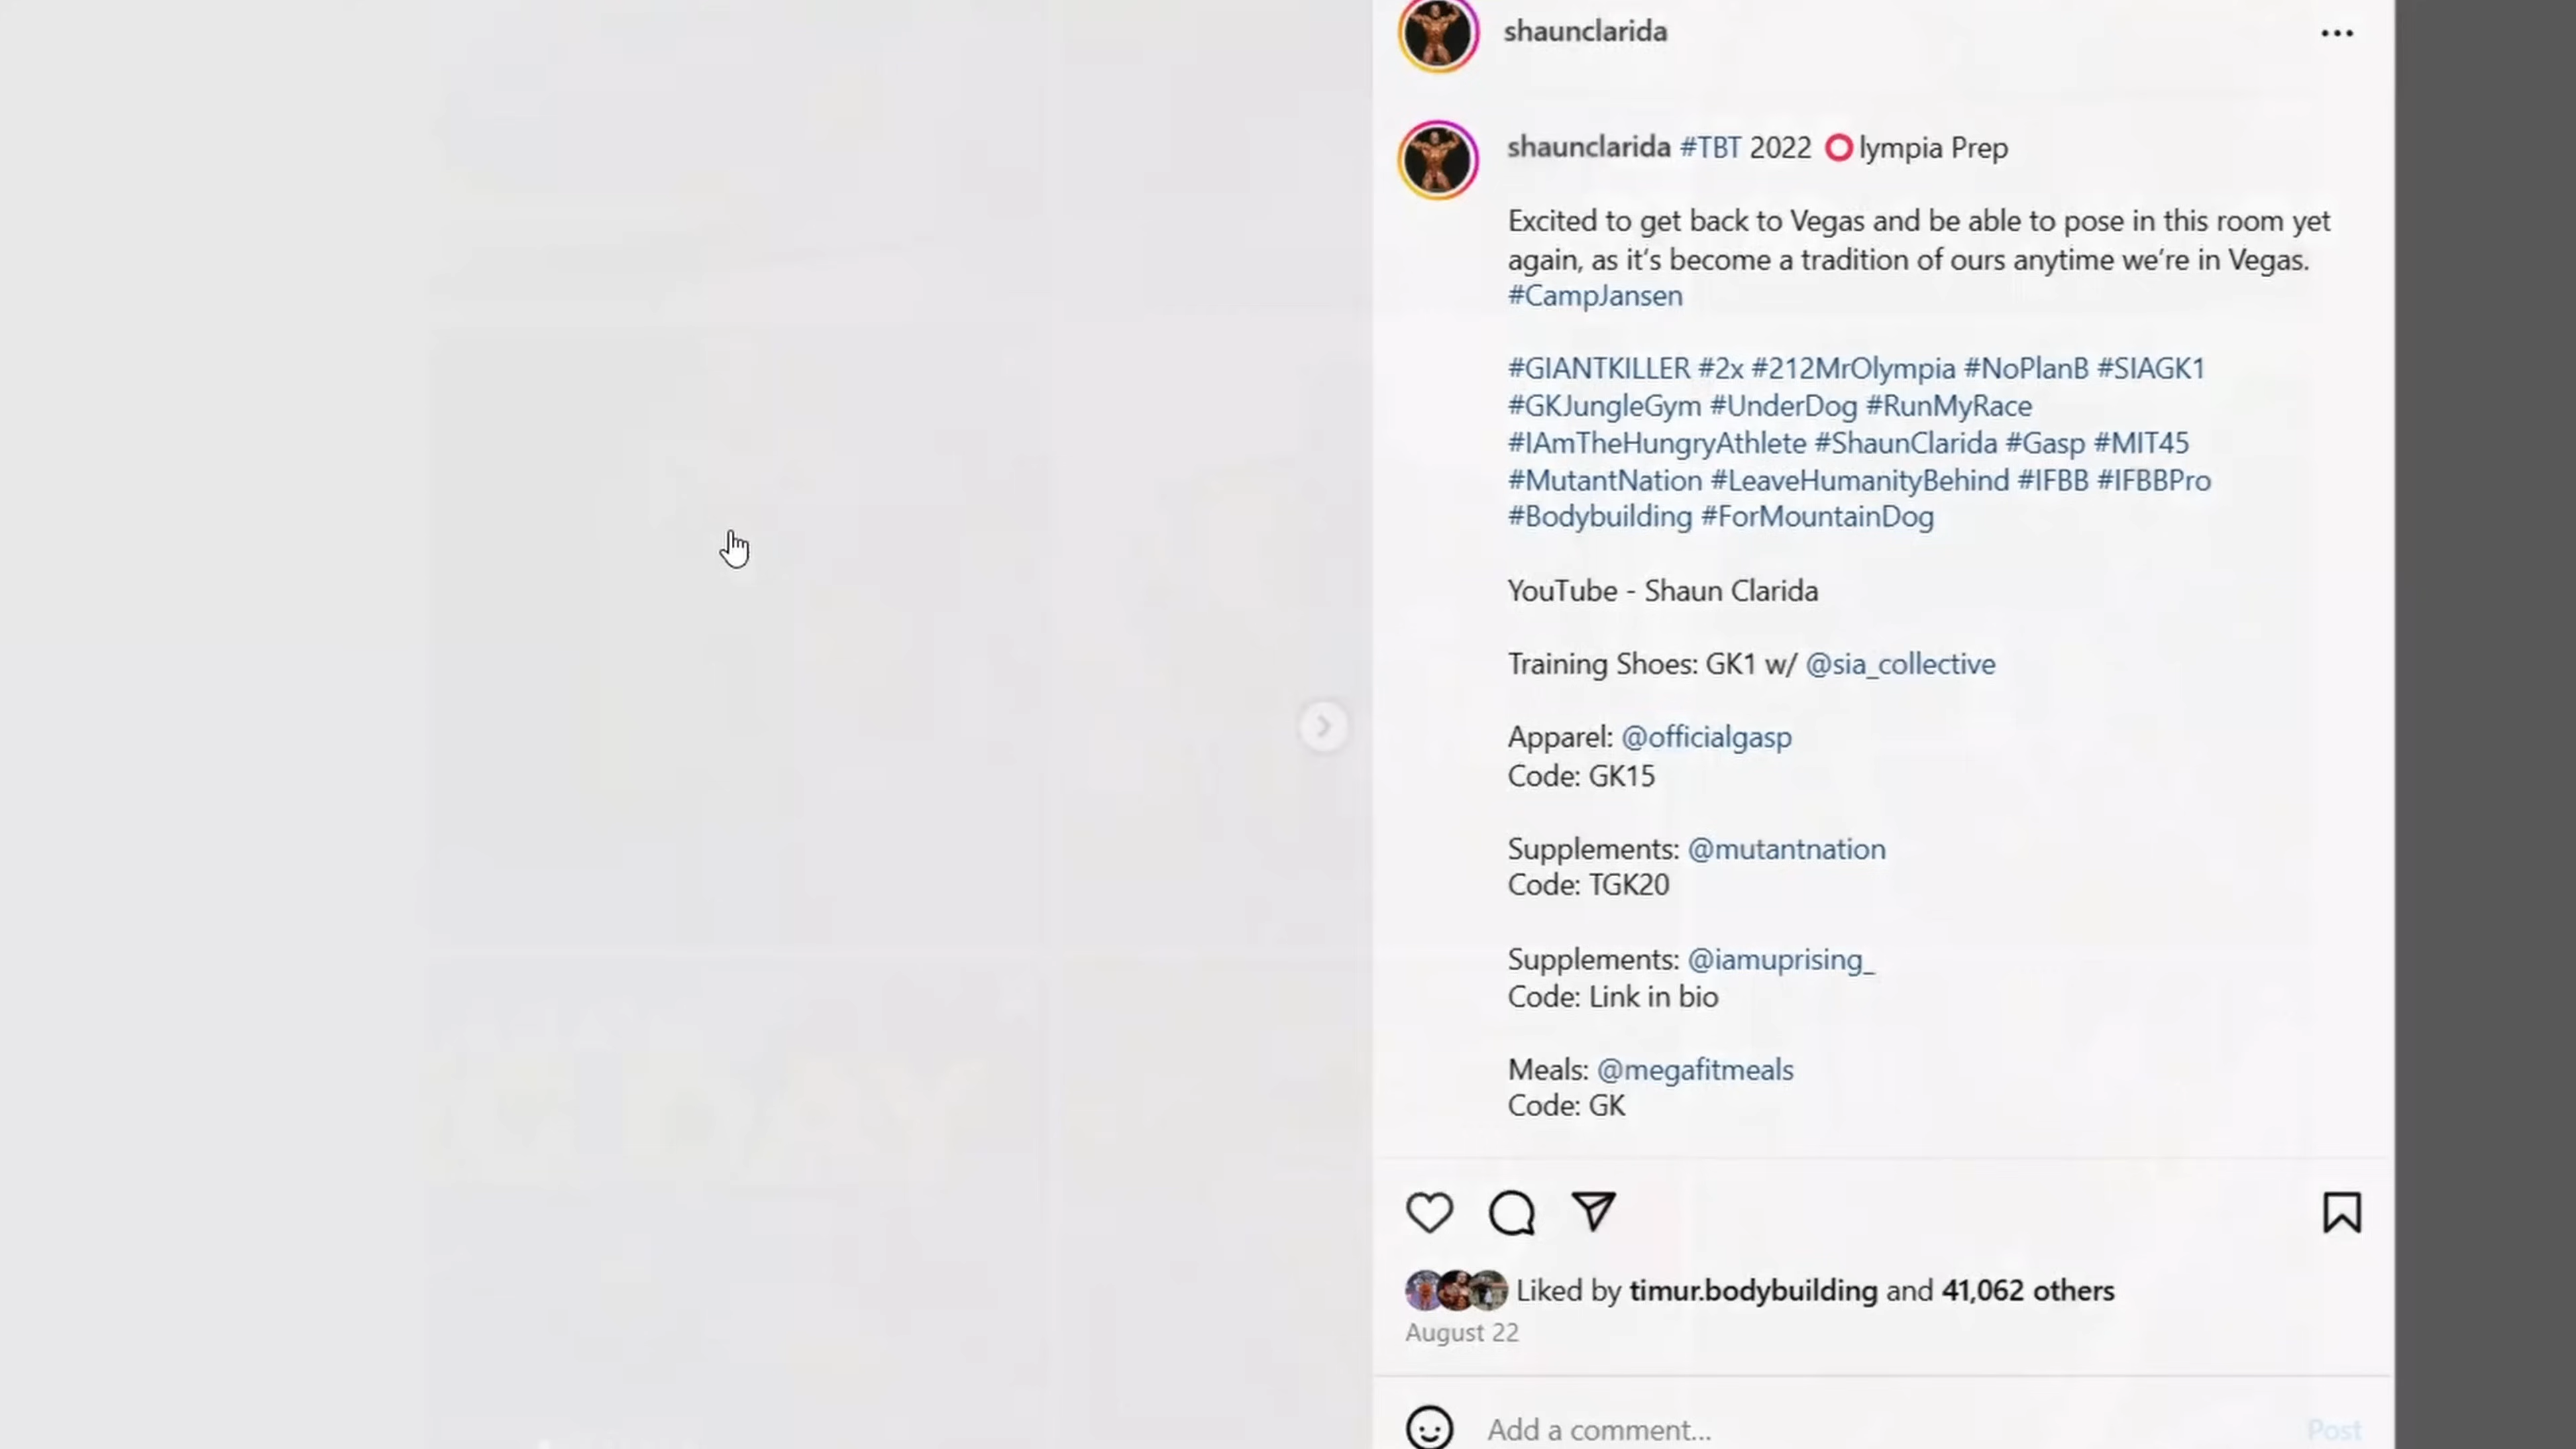 shaunclarida
shaunclarida #TBT 2022 ⭕lympia Prep
Excited to get back to Vegas and be able to pose in this room yet
again, as it's become a tradition of ours anytime we're in Vegas.
#CampJansen
#GIANTKILLER #2x #212MrOlympia #NoPlanB #SIAGK1
#GKJungleGym #UnderDog #RunMyRace
#IAmTheHungryAthlete #ShaunClarida #Gasp #MIT45
#MutantNation #LeaveHumanityBehind #IFBB #IFBBPro
#Bodybuilding #ForMountainDog
YouTube - Shaun Clarida
Training Shoes: GK1 w/ @sia_collective
Apparel: @officialgasp
Code: GK15
Supplements: @mutantnation
Code: TGK20
Supplements: @iamuprising_
Code: Link in bio
Meals: @megafitmeals
Code: GK
Liked by timur.bodybuilding and 41,062 others
August 22
Add a comment...
Post